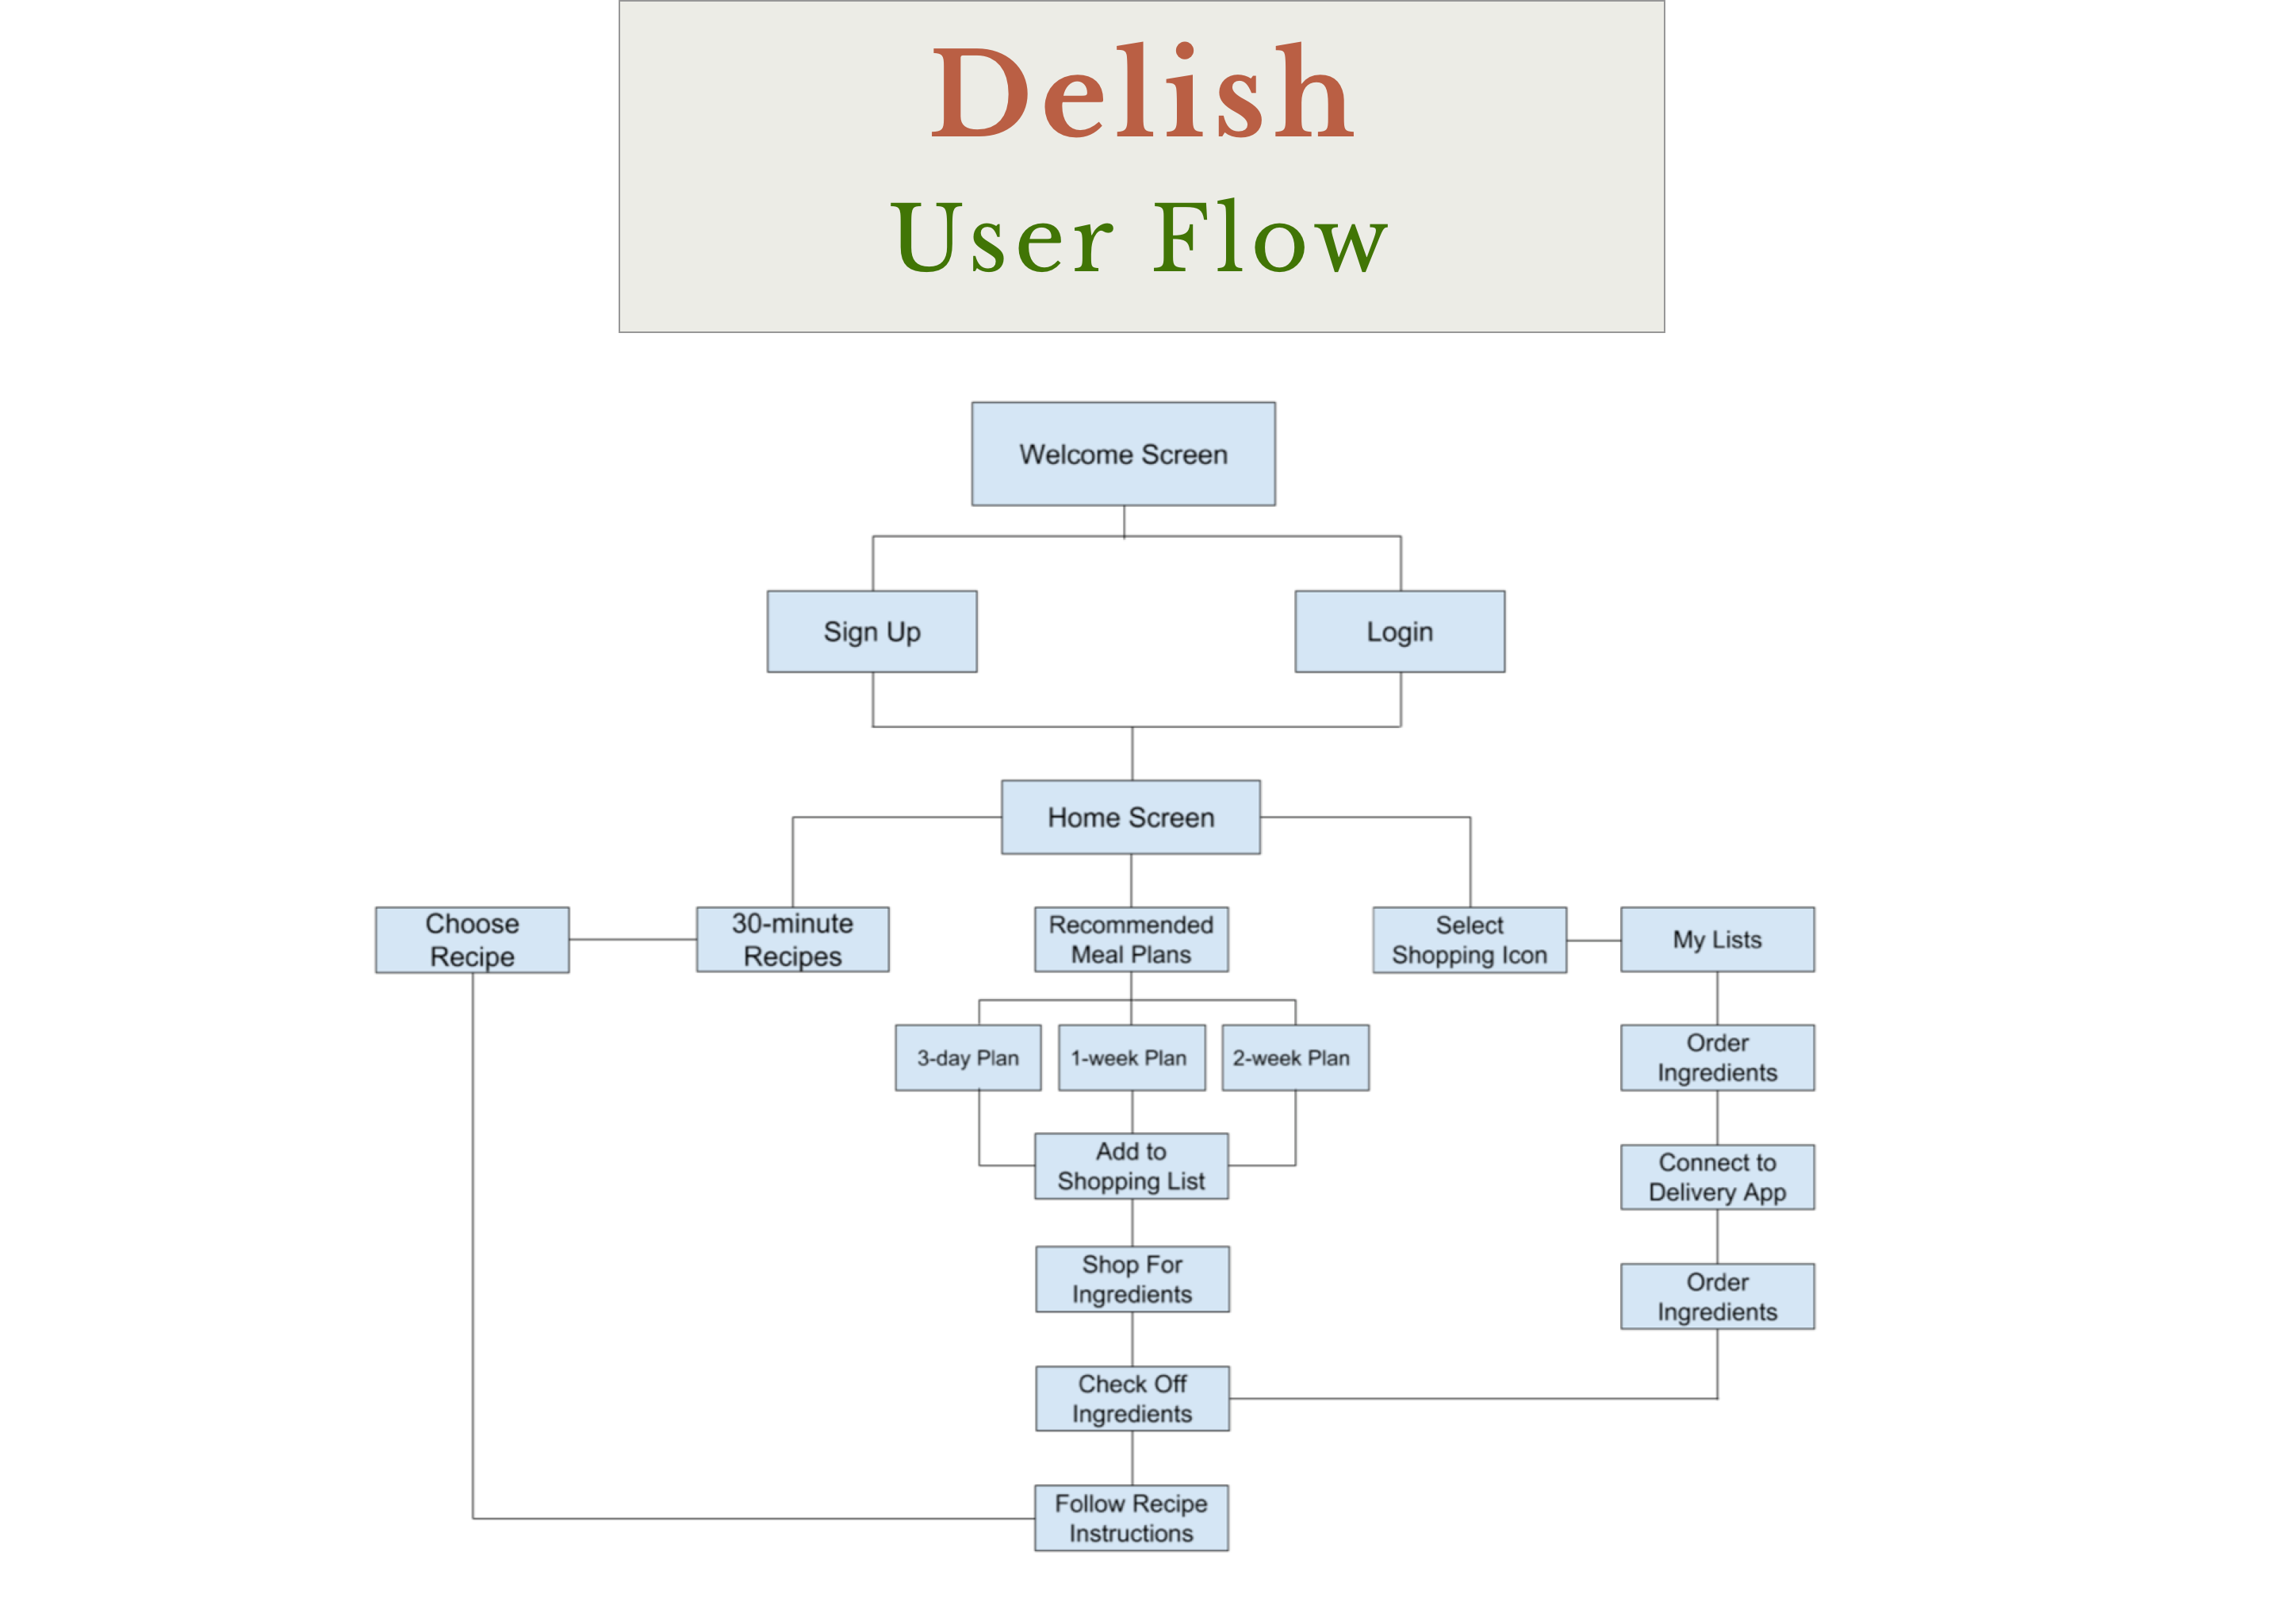 Delish
User Flow
Welcome Screen
Sign Up
Login
Home Screen
Choose
Recipe
30-minute
Recipes
Recommended
Meal Plans
Select
Shopping Icon
My Lists
3-day Plan
1-week Plan
2-week Plan
Order
Ingredients
Add to
Shopping List
Connect to
Delivery App
Shop For
Ingredients
Order
Ingredients
Check Off
Ingredients
Follow Recipe
Instructions